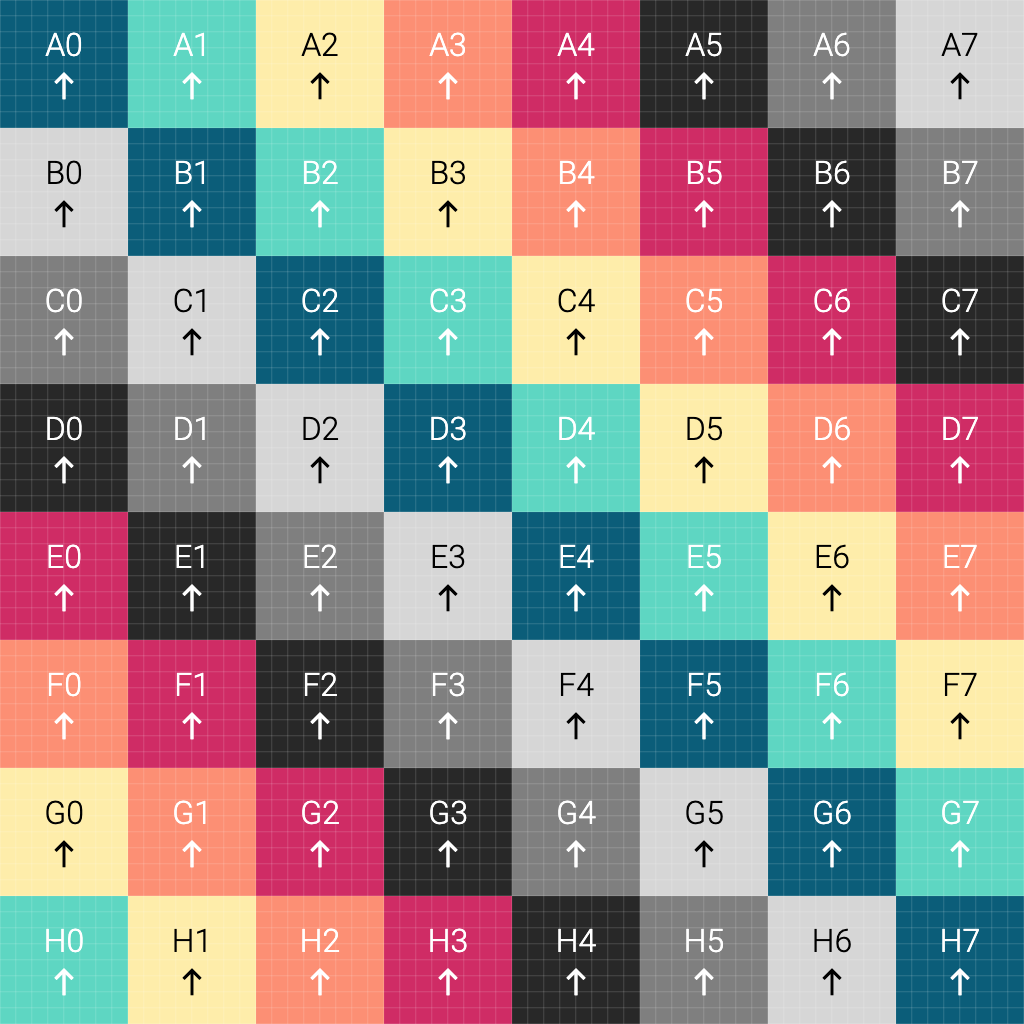 A0 A1 A2 A3 A4 A5 A6 A7
↑ ↑ ↑ ↑ ↑ ↑ ↑ ↑
B0 B1 B2 B3 B4 B5 B6 B7
↑ ↑ ↑ ↑ ↑ ↑ ↑ ↑
C0 C1 C2 C3 C4 C5 C6 C7
↑ ↑ ↑ ↑ ↑ ↑ ↑ ↑
D0 D1 D2 D3 D4 D5 D6 D7
↑ ↑ ↑ ↑ ↑ ↑ ↑ ↑
E0 E1 E2 E3 E4 E5 E6 E7
↑ ↑ ↑ ↑ ↑ ↑ ↑ ↑
F0 F1 F2 F3 F4 F5 F6 F7
↑ ↑ ↑ ↑ ↑ ↑ ↑ ↑
G0 G1 G2 G3 G4 G5 G6 G7
↑ ↑ ↑ ↑ ↑ ↑ ↑ ↑
H0 H1 H2 H3 H4 H5 H6 H7
↑ ↑ ↑ ↑ ↑ ↑ ↑ ↑